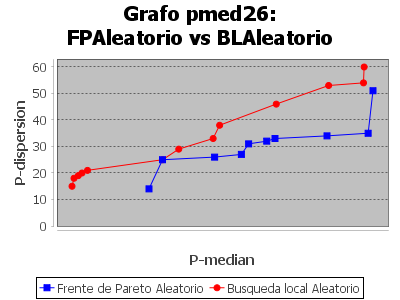 Grafo pmed26:
FPAleatorio vs BLAleatorio
60
50
40
30
20
10
0
P-dispersion
P-median
Frente de Pareto Aleatorio
Busqueda local Aleatorio